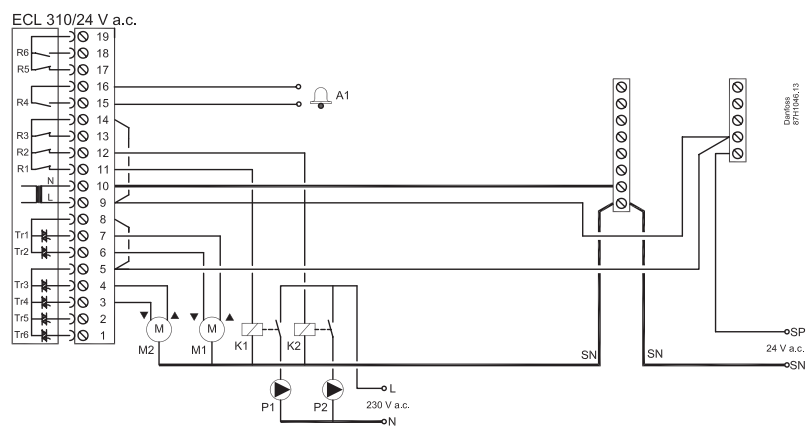 ECL 310/24 V a.c.
19
R6 18
R5 17
16
R4 15
A1
14
R3 13
R2 12
R1 11
N 10
L 9
8
Tr1 7
Tr2 6
5
Tr3 4
Tr4 3
Tr5 2
Tr6 1
M M
M2 M1 K1 K2
SN SN
SP
24 V a.c.
SN
P1 P2
L
230 V a.c.
N
Danfoss
87H1046.13